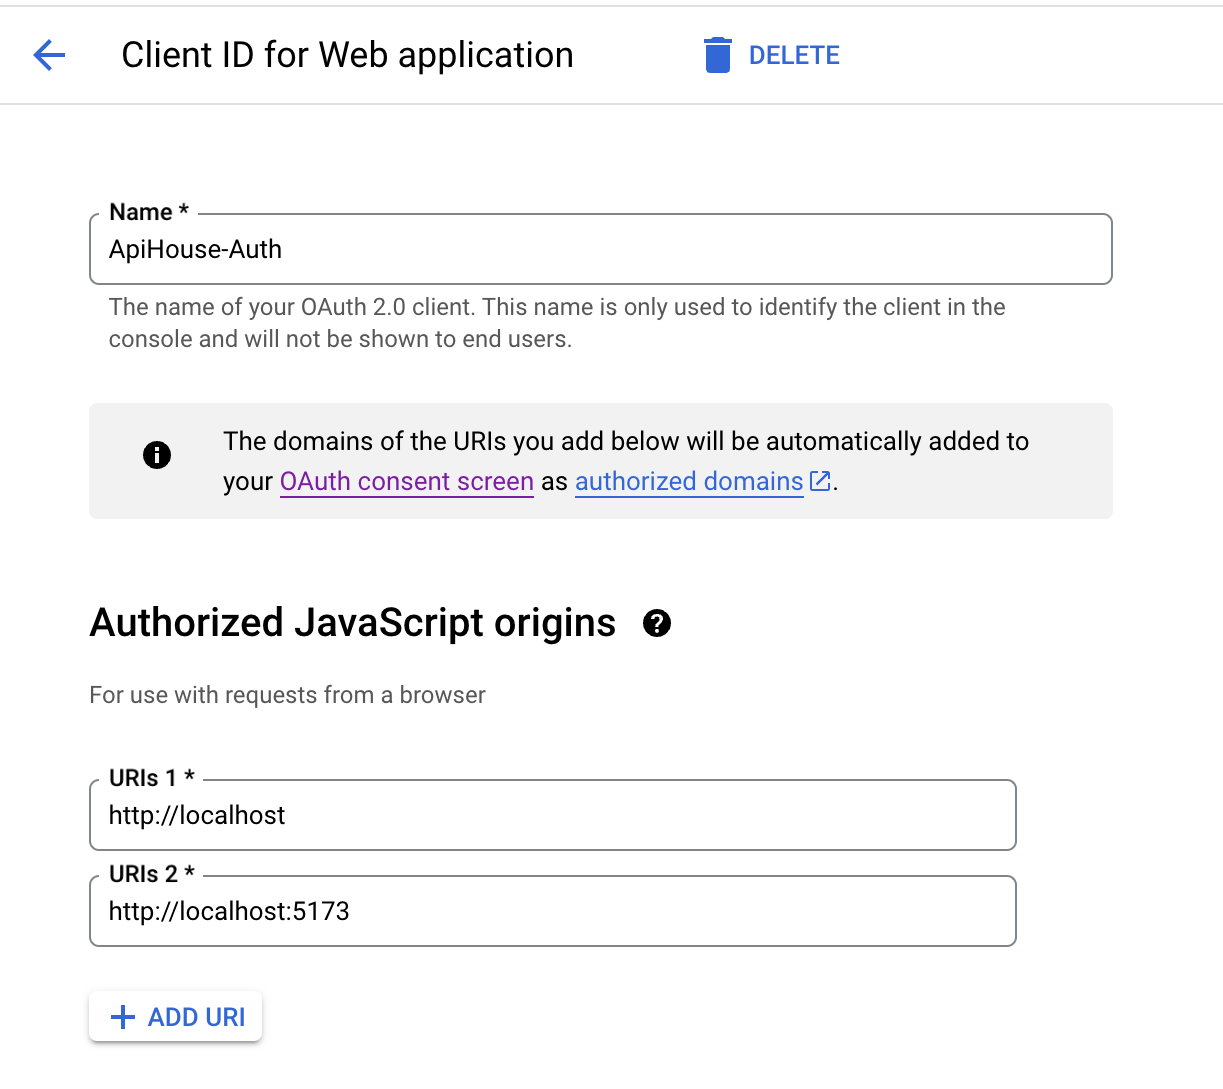 Client ID for Web application
DELETE
Name *
ApiHouse-Auth
The name of your OAuth 2.0 client. This name is only used to identify the client in the
console and will not be shown to end users.
The domains of the URIs you add below will be automatically added to
your OAuth consent screen as authorized domains.
Authorized JavaScript origins
For use with requests from a browser
URIs 1 *
http://localhost
URIs 2 *
http://localhost:5173
ADD URI